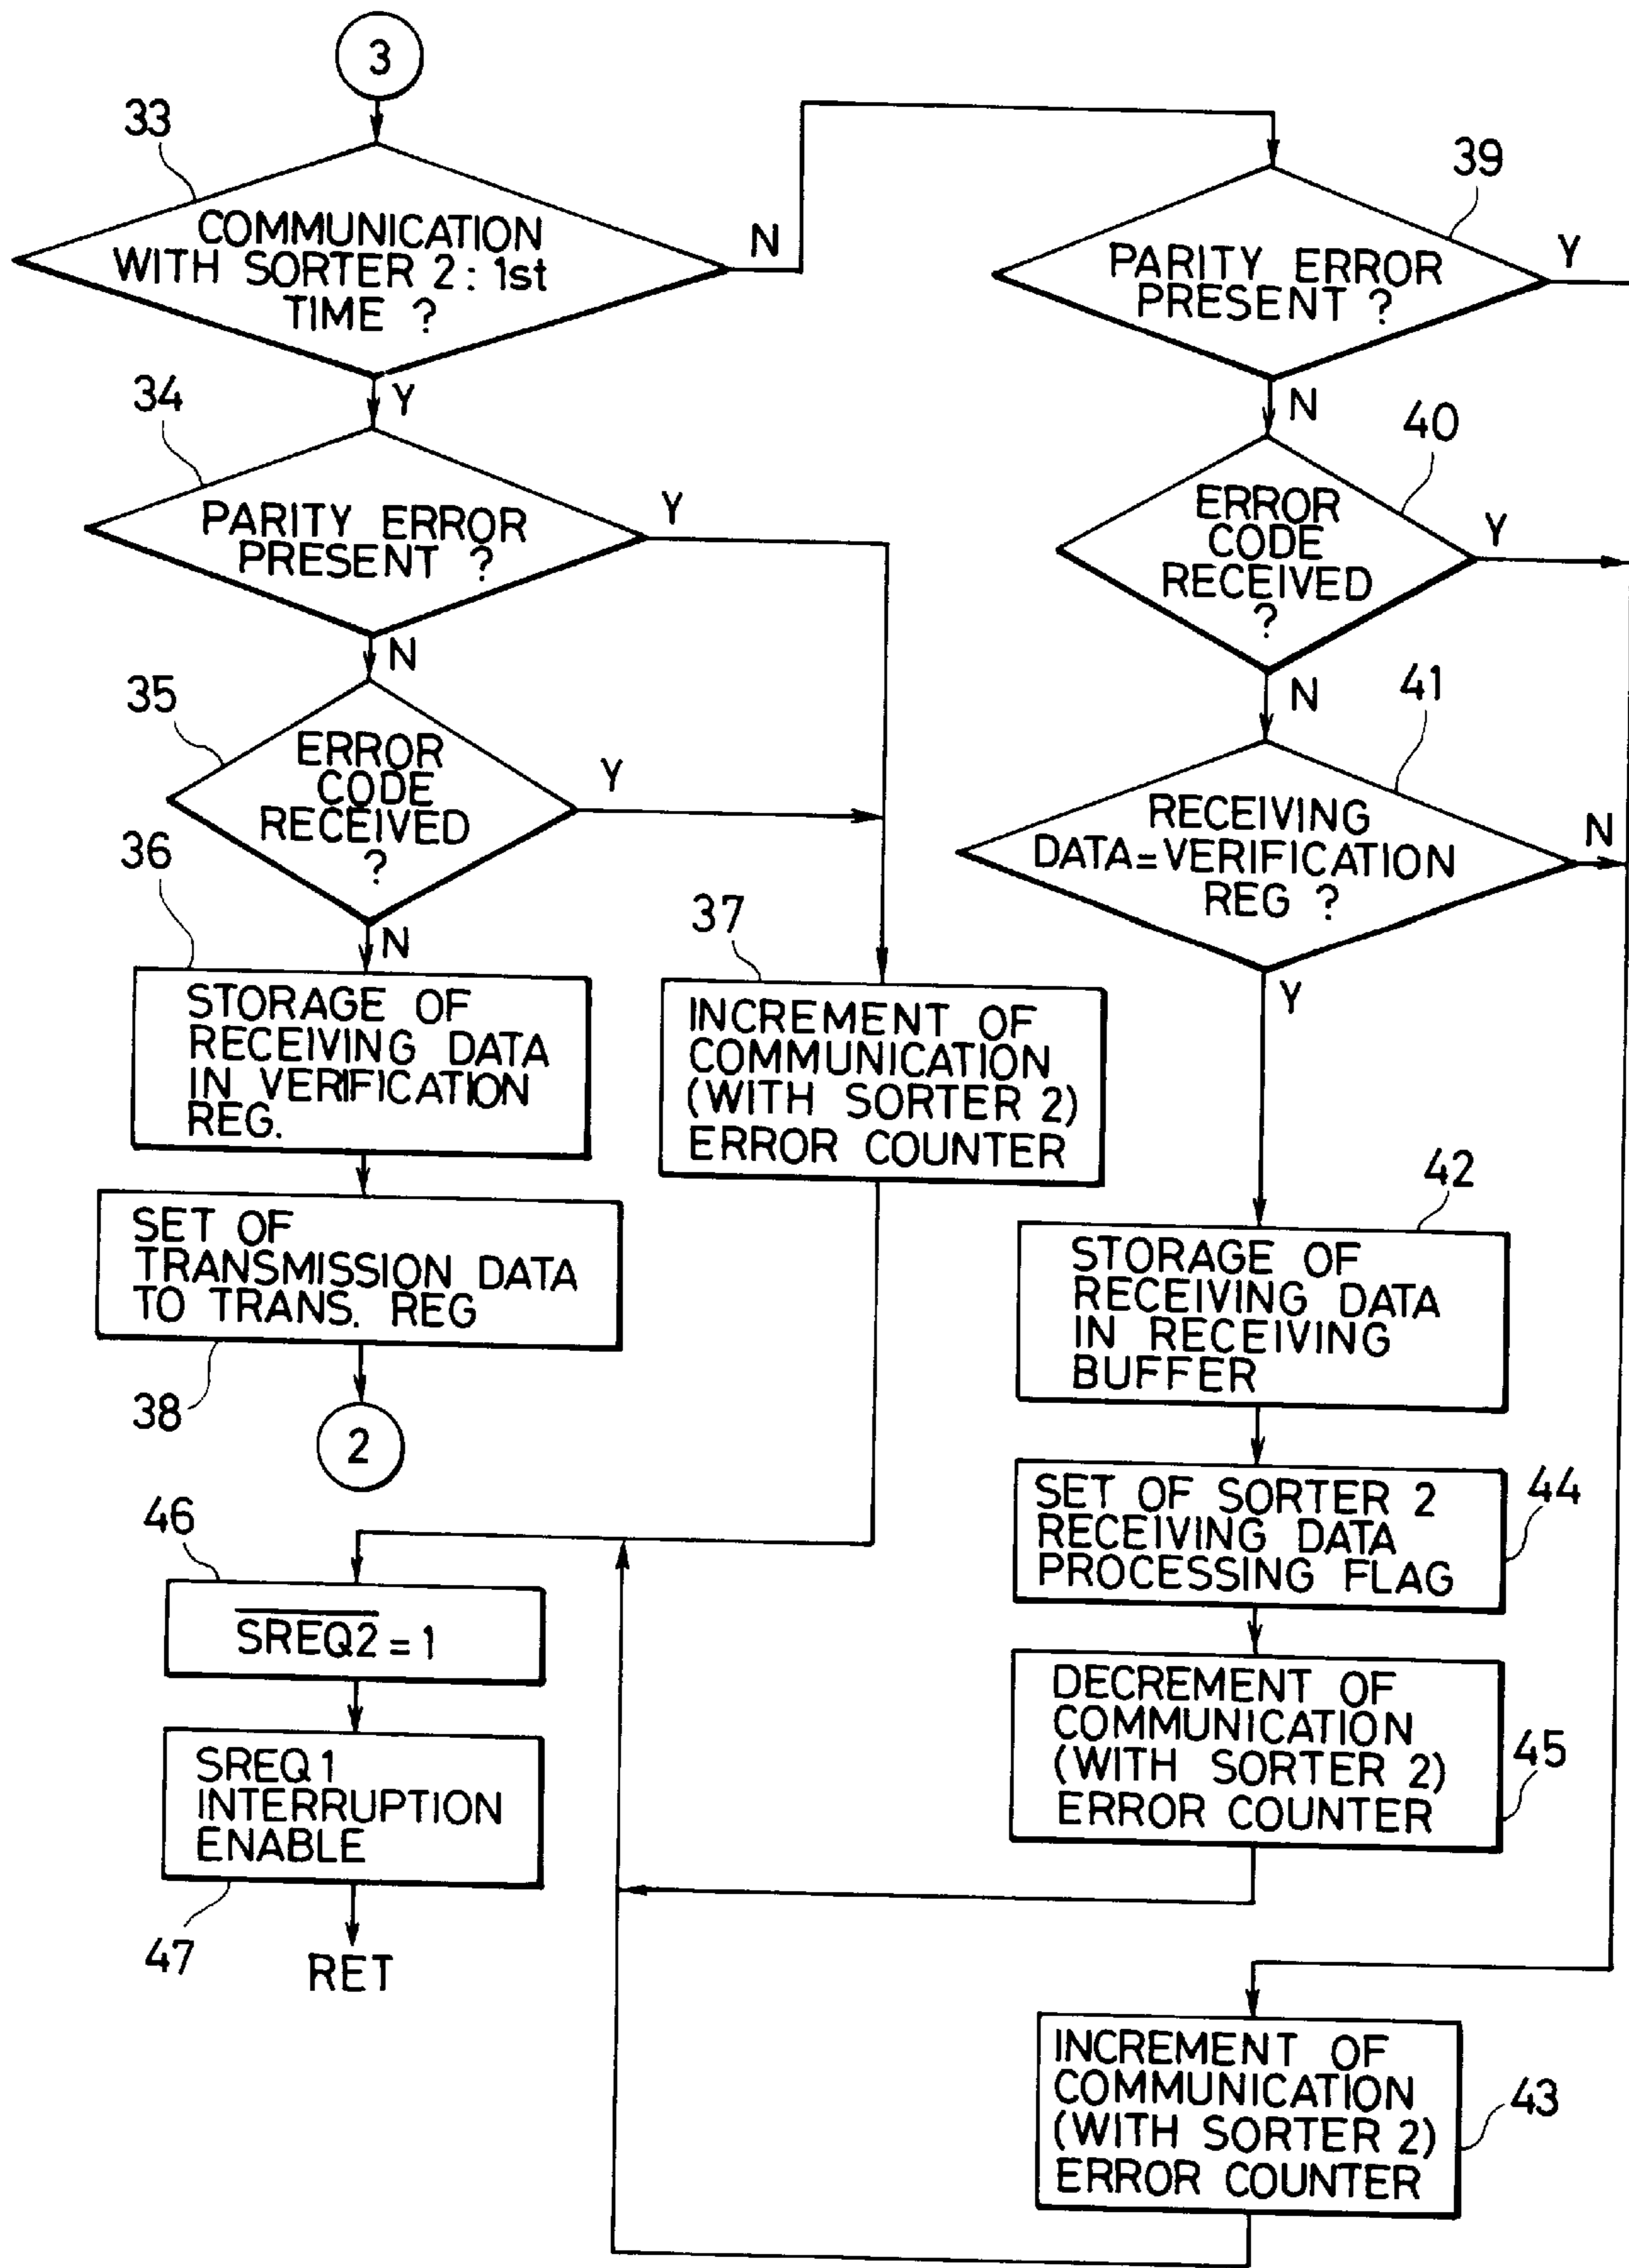 3
33
COMMUNICATION
WITH SORTER 2 : 1st
TIME ?
N
Y
34
PARITY ERROR
PRESENT ?
Y
N
35
ERROR
CODE
RECEIVED
?
Y
N
36
STORAGE OF
RECEIVING DATA
IN VERIFICATION
REG.
37
INCREMENT OF
COMMUNICATION
(WITH SORTER 2)
ERROR COUNTER
SET OF
TRANSMISSION DATA
TO TRANS. REG
38
2
46
SREQ2 = 1
SREQ1
INTERRUPTION
ENABLE
47
RET
39
PARITY ERROR
PRESENT ?
Y
N
40
ERROR
CODE
RECEIVED
?
Y
N
41
RECEIVING
DATA=VERIFICATION
REG ?
N
Y
42
STORAGE OF
RECEIVING DATA
IN RECEIVING
BUFFER
SET OF SORTER 2
RECEIVING DATA
PROCESSING FLAG
44
DECREMENT OF
COMMUNICATION
(WITH SORTER 2)
ERROR COUNTER
45
INCREMENT OF
COMMUNICATION
(WITH SORTER 2)
ERROR COUNTER
43